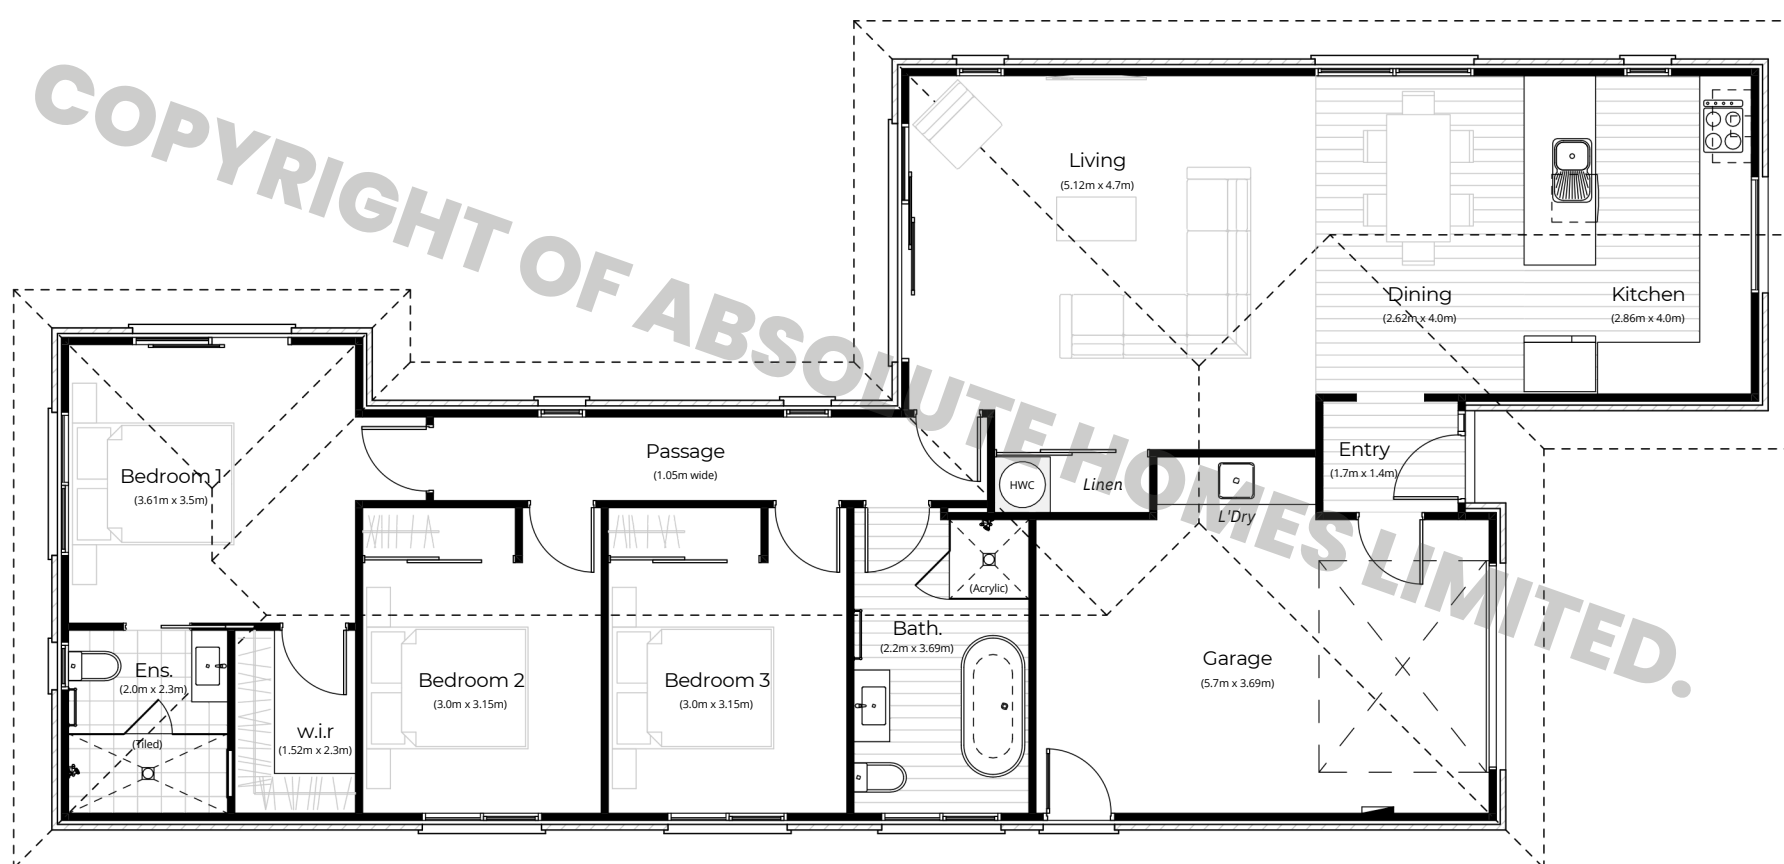 COPYRIGHT OF ABSOLUTE HOMES LIMITED.
Living
(5.12m x 4.7m)
Dining
(2.62m x 4.0m)
Kitchen
(2.86m x 4.0m)
Passage
(1.05m wide)
Entry
(1.7m x 1.4m)
HWC
Linen
L'Dry
Bedroom 1
(3.61m x 3.5m)
(Acrylic)
Bath.
(2.2m x 3.69m)
Ens.
(2.0m x 2.3m)
(Tiled)
w.i.r
(1.52m x 2.3m)
Bedroom 2
(3.0m x 3.15m)
Bedroom 3
(3.0m x 3.15m)
Garage
(5.7m x 3.69m)